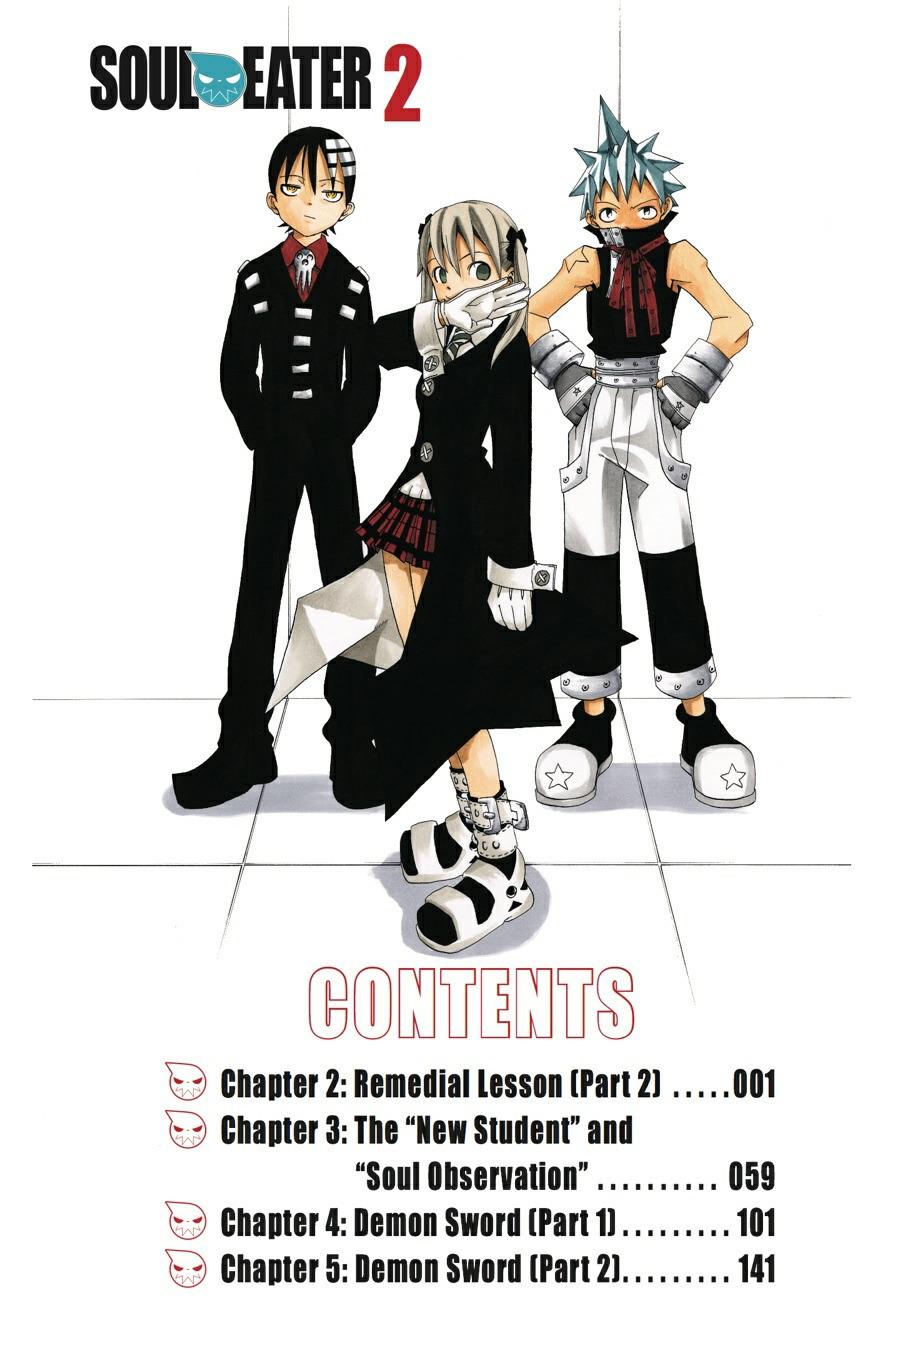 SOUL EATER 2
CONTENTS
Chapter 2: Remedial Lesson (Part 2) .....001
Chapter 3: The “New Student” and
“Soul Observation” .......... 059
Chapter 4: Demon Sword (Part 1) ......... 101
Chapter 5: Demon Sword (Part 2)......... 141